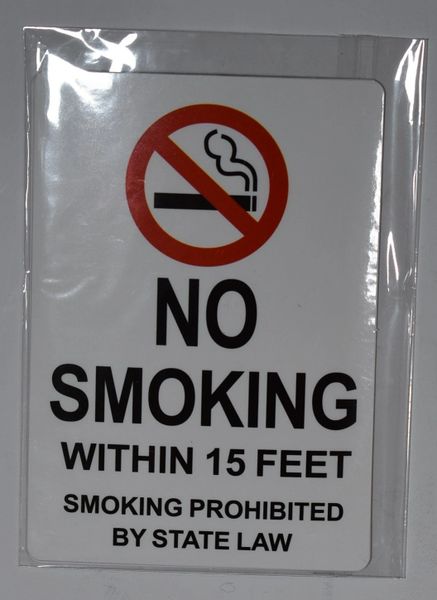 NO
SMOKING
WITHIN 15 FEET
SMOKING PROHIBITED
BY STATE LAW